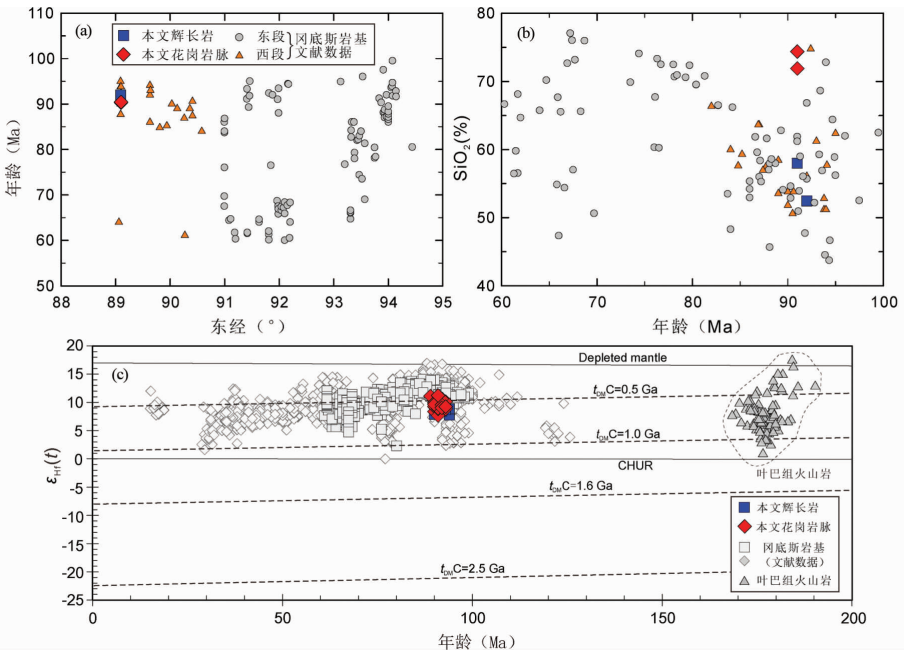 (a)
本文辉长岩
本文花岗岩脉
东段
西段
冈底斯岩基
文献数据
110
100
90
80
70
60
50
年龄（Ma）
88
89
90
91
92
93
94
95
东经（°）
(b)
80
70
60
50
40
SiO₂(%)
60
70
80
90
100
年龄（Ma）
(c)
20
15
10
5
0
-5
-10
-15
-20
-25
εHf(t)
Depleted mantle
tDMC=0.5 Ga
tDMC=1.0 Ga
CHUR
tDMC=1.6 Ga
tDMC=2.5 Ga
叶巴组火山岩
本文辉长岩
本文花岗岩脉
冈底斯岩基
（文献数据）
叶巴组火山岩
0
50
100
150
200
年龄（Ma）